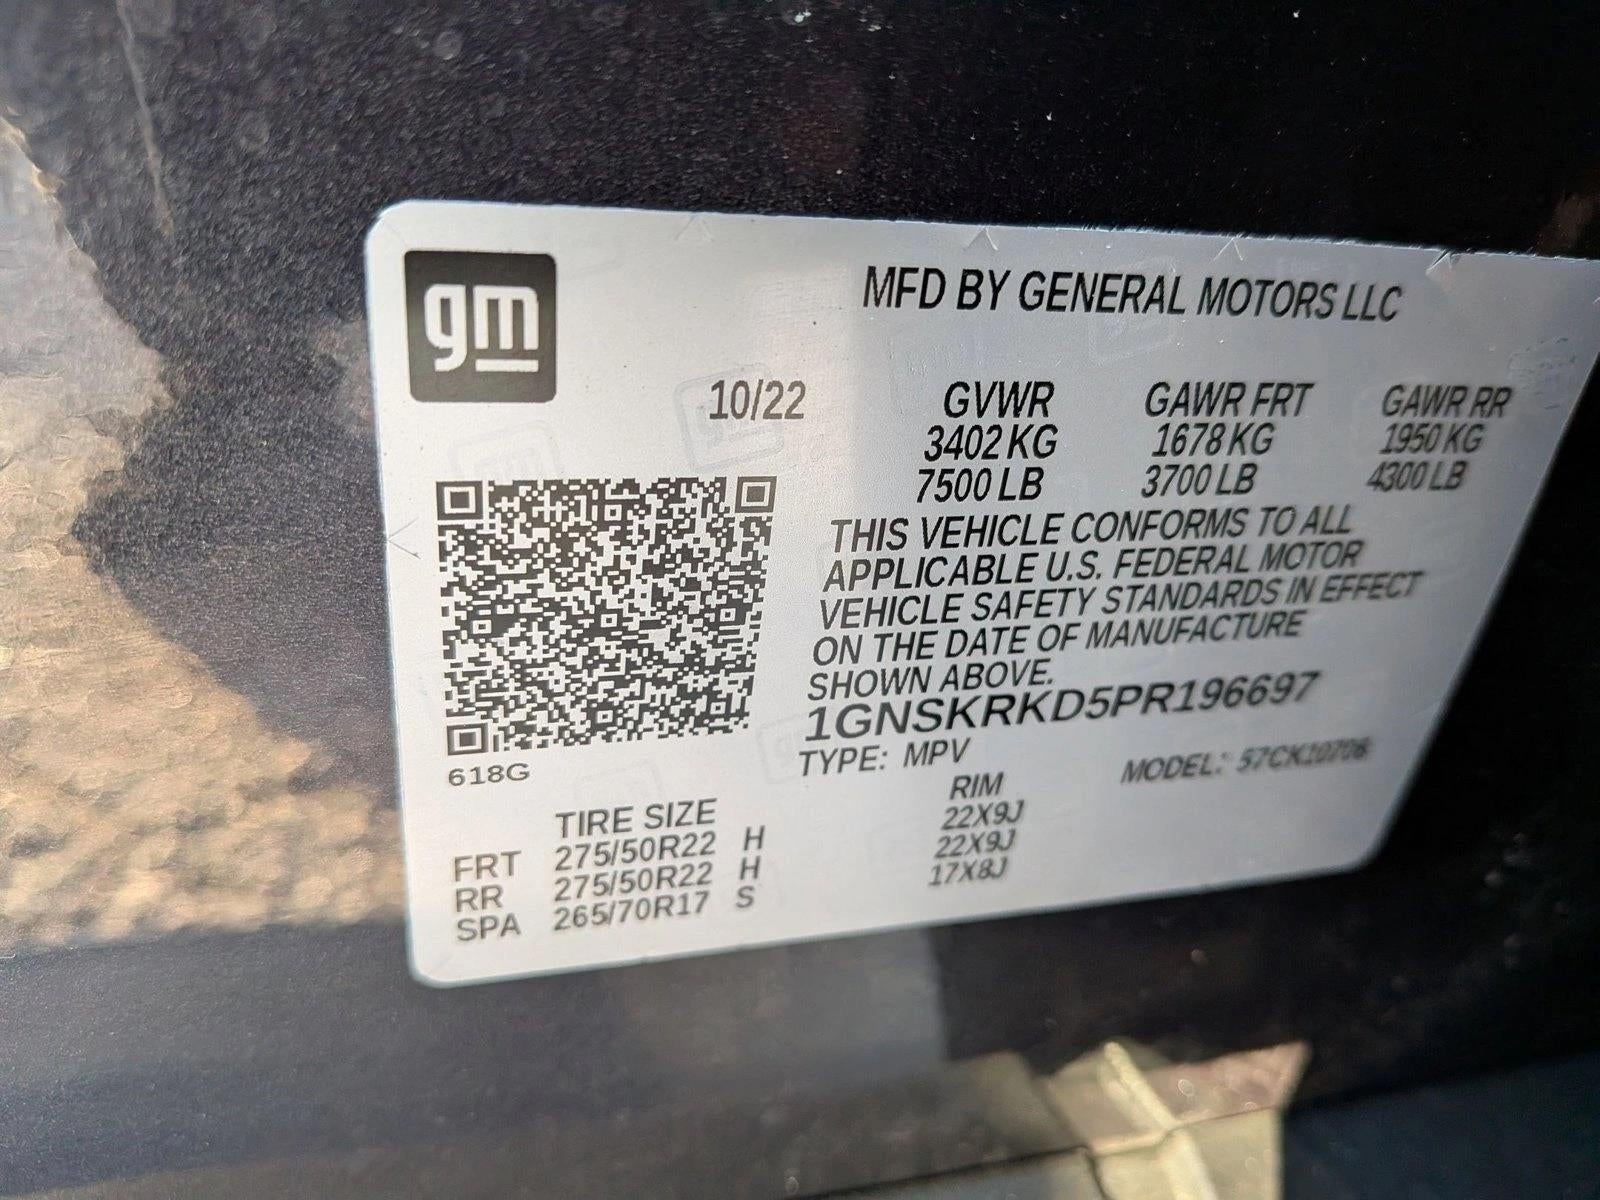 gm
MFD BY GENERAL MOTORS LLC
10/22
GVWR GAWR FRT GAWR RR
3402 KG 1678 KG 1950 KG
7500 LB 3700 LB 4300 LB
THIS VEHICLE CONFORMS TO ALL
APPLICABLE U.S. FEDERAL MOTOR
VEHICLE SAFETY STANDARDS IN EFFECT
ON THE DATE OF MANUFACTURE
SHOWN ABOVE.
1GNSKRKD5PR196697
TYPE: MPV MODEL: 57CK10706
618G
TIRE SIZE RIM
FRT 275/50R22 H 22X9J
RR 275/50R22 H 22X9J
SPA 265/70R17 S 17X8J